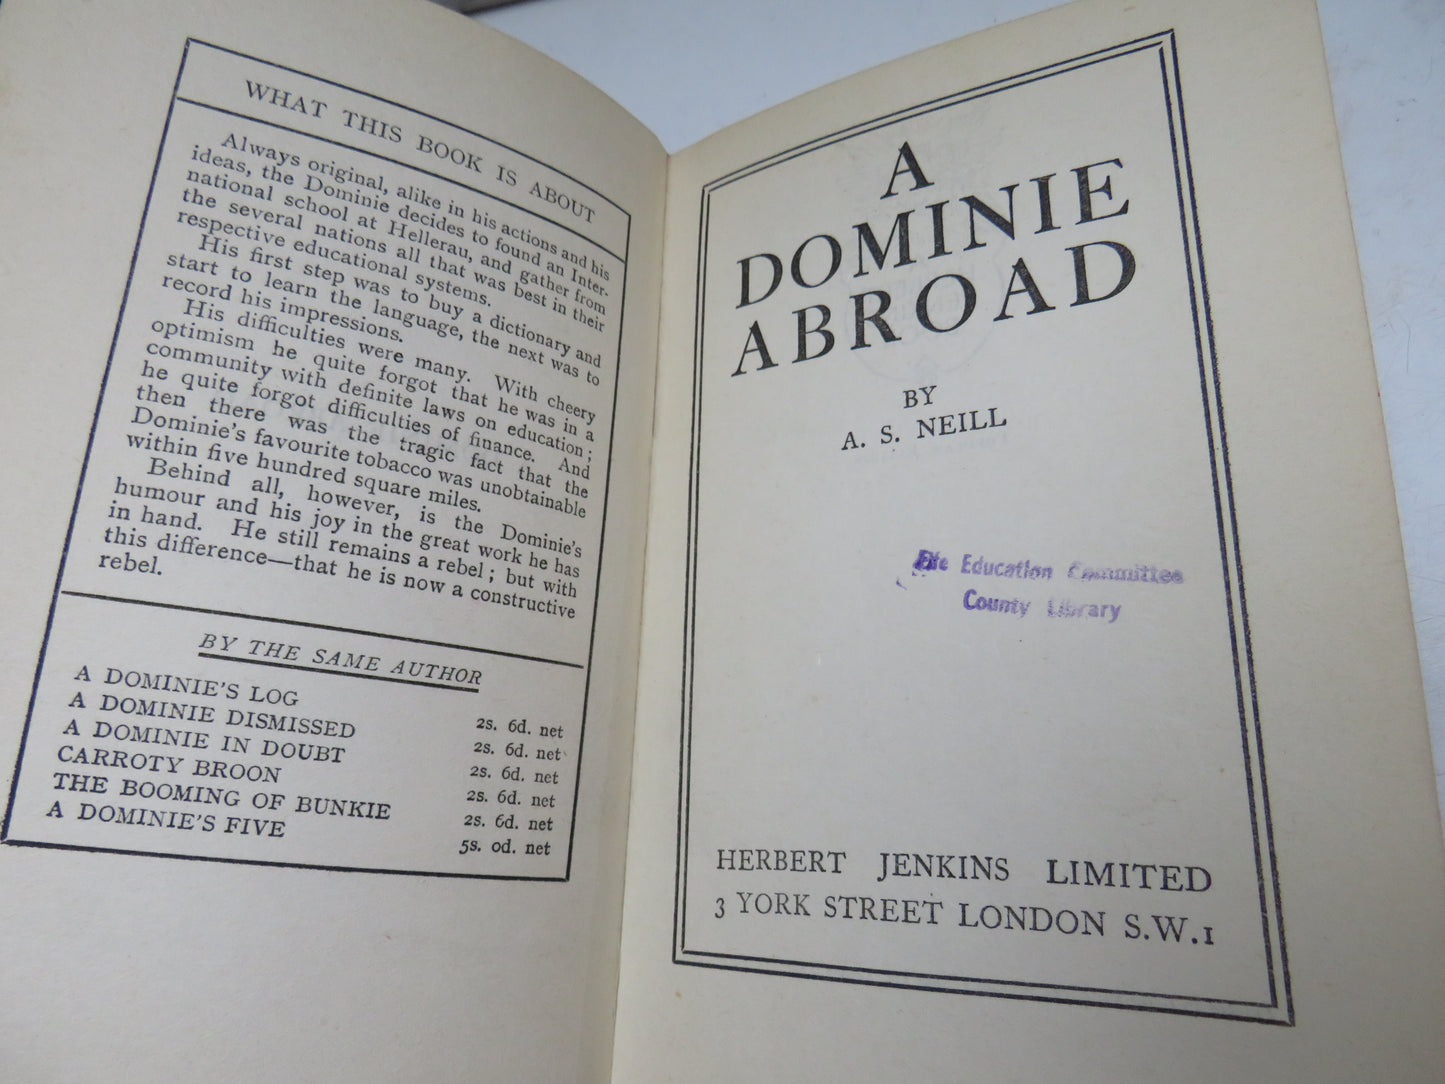 WHAT THIS BOOK IS ABOUT
Always original, alike in his actions and his
ideas, the Dominie decides to found an Inter-
national school at Hellerau, and gather from
the several nations all that was best in their
respective educational systems.
His first step was to buy a dictionary and
start to learn the language, the next was to
record his impressions.
His difficulties were many. With cheery
optimism he quite forgot that he was in a
community with definite laws on education;
he quite forgot difficulties of finance. And
then there was the tragic fact that the
Dominie's favourite tobacco was unobtainable
within five hundred square miles.
Behind all, however, is the Dominie's
humour and his joy in the great work he has
in hand. He still remains a rebel; but with
this difference—that he is now a constructive
rebel.
BY THE SAME AUTHOR
A DOMINIE'S LOG 2s. 6d. net
A DOMINIE DISMISSED 2s. 6d. net
A DOMINIE IN DOUBT 2s. 6d. net
CARROTY BROON 2s. 6d. net
THE BOOMING OF BUNKIE 2s. 6d. net
A DOMINIE'S FIVE 5s. 0d. net
A
DOMINIE
ABROAD
BY
A. S. NEILL
Fife Education Committee
County Library
HERBERT JENKINS LIMITED
3 YORK STREET LONDON S.W.1